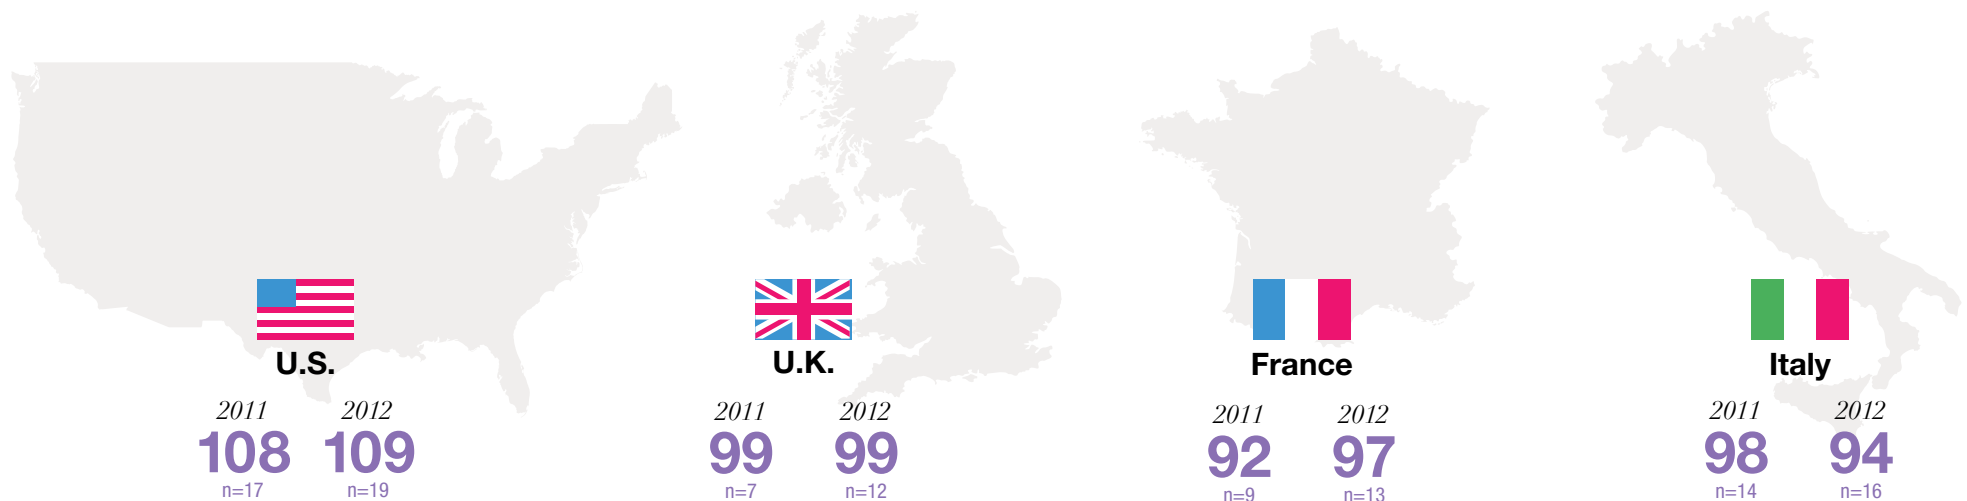 U.S.
2011 2012
108 109
n=17 n=19
U.K.
2011 2012
99 99
n=7 n=12
France
2011 2012
92 97
n=9 n=13
Italy
2011 2012
98 94
n=14 n=16